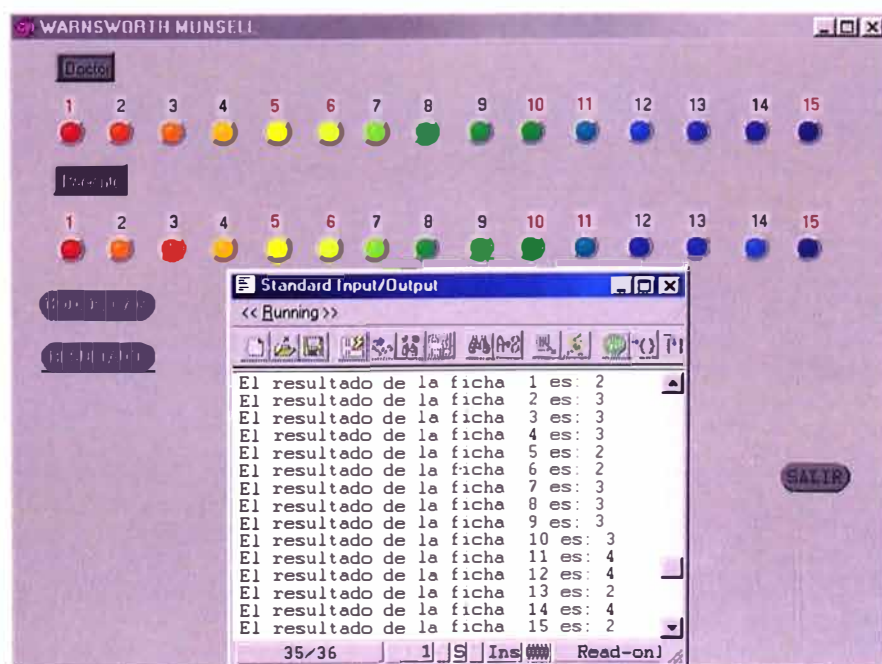 WARNSWORTH MUNSELL
Doctor
1 2 3 4 5 6 7 8 9 10 11 12 13 14 15
1 2 3 4 5 6 7 8 9 10 11 12 13 14 15
Standard Input/Output
<< Running >>
El resultado de la ficha 1 es: 2
El resultado de la ficha 2 es: 3
El resultado de la ficha 3 es: 3
El resultado de la ficha 4 es: 3
El resultado de la ficha 5 es: 2
El resultado de la ficha 6 es: 2
El resultado de la ficha 7 es: 3
El resultado de la ficha 8 es: 3
El resultado de la ficha 9 es: 3
El resultado de la ficha 10 es: 3
El resultado de la ficha 11 es: 4
El resultado de la ficha 12 es: 4
El resultado de la ficha 13 es: 2
El resultado de la ficha 14 es: 4
El resultado de la ficha 15 es: 2
SALIR
35/36 1 S Ins Read-onl